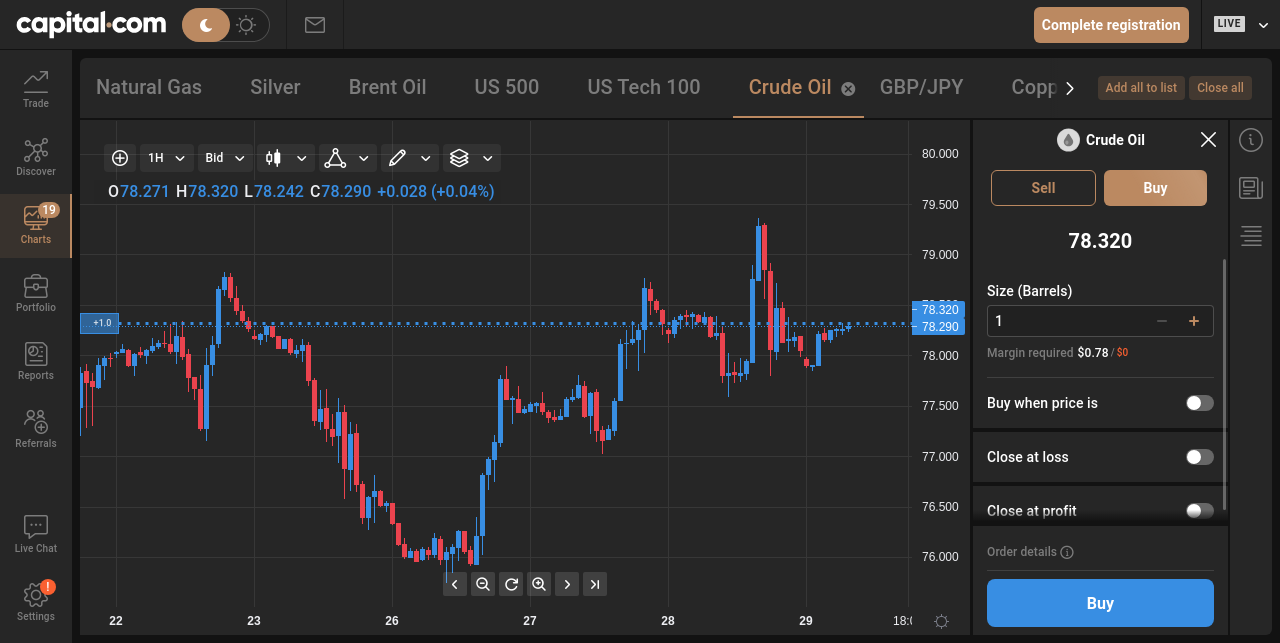 capital.com
Complete registration
LIVE
Trade
Discover
19
Charts
Portfolio
Reports
Referrals
Live Chat
!
Settings
Natural Gas
Silver
Brent Oil
US 500
US Tech 100
Crude Oil
GBP/JPY
Copp
Add all to list
Close all
1H
Bid
O78.271 H78.320 L78.242 C78.290 +0.028 (+0.04%)
+1.0
80.000
79.500
79.000
78.320
78.290
78.000
77.500
77.000
76.500
76.000
22
23
26
27
28
29
18:0
Crude Oil
Sell
Buy
78.320
Size (Barrels)
1
Margin required $0.78 / $0
Buy when price is
Close at loss
Close at profit
Order details
Buy